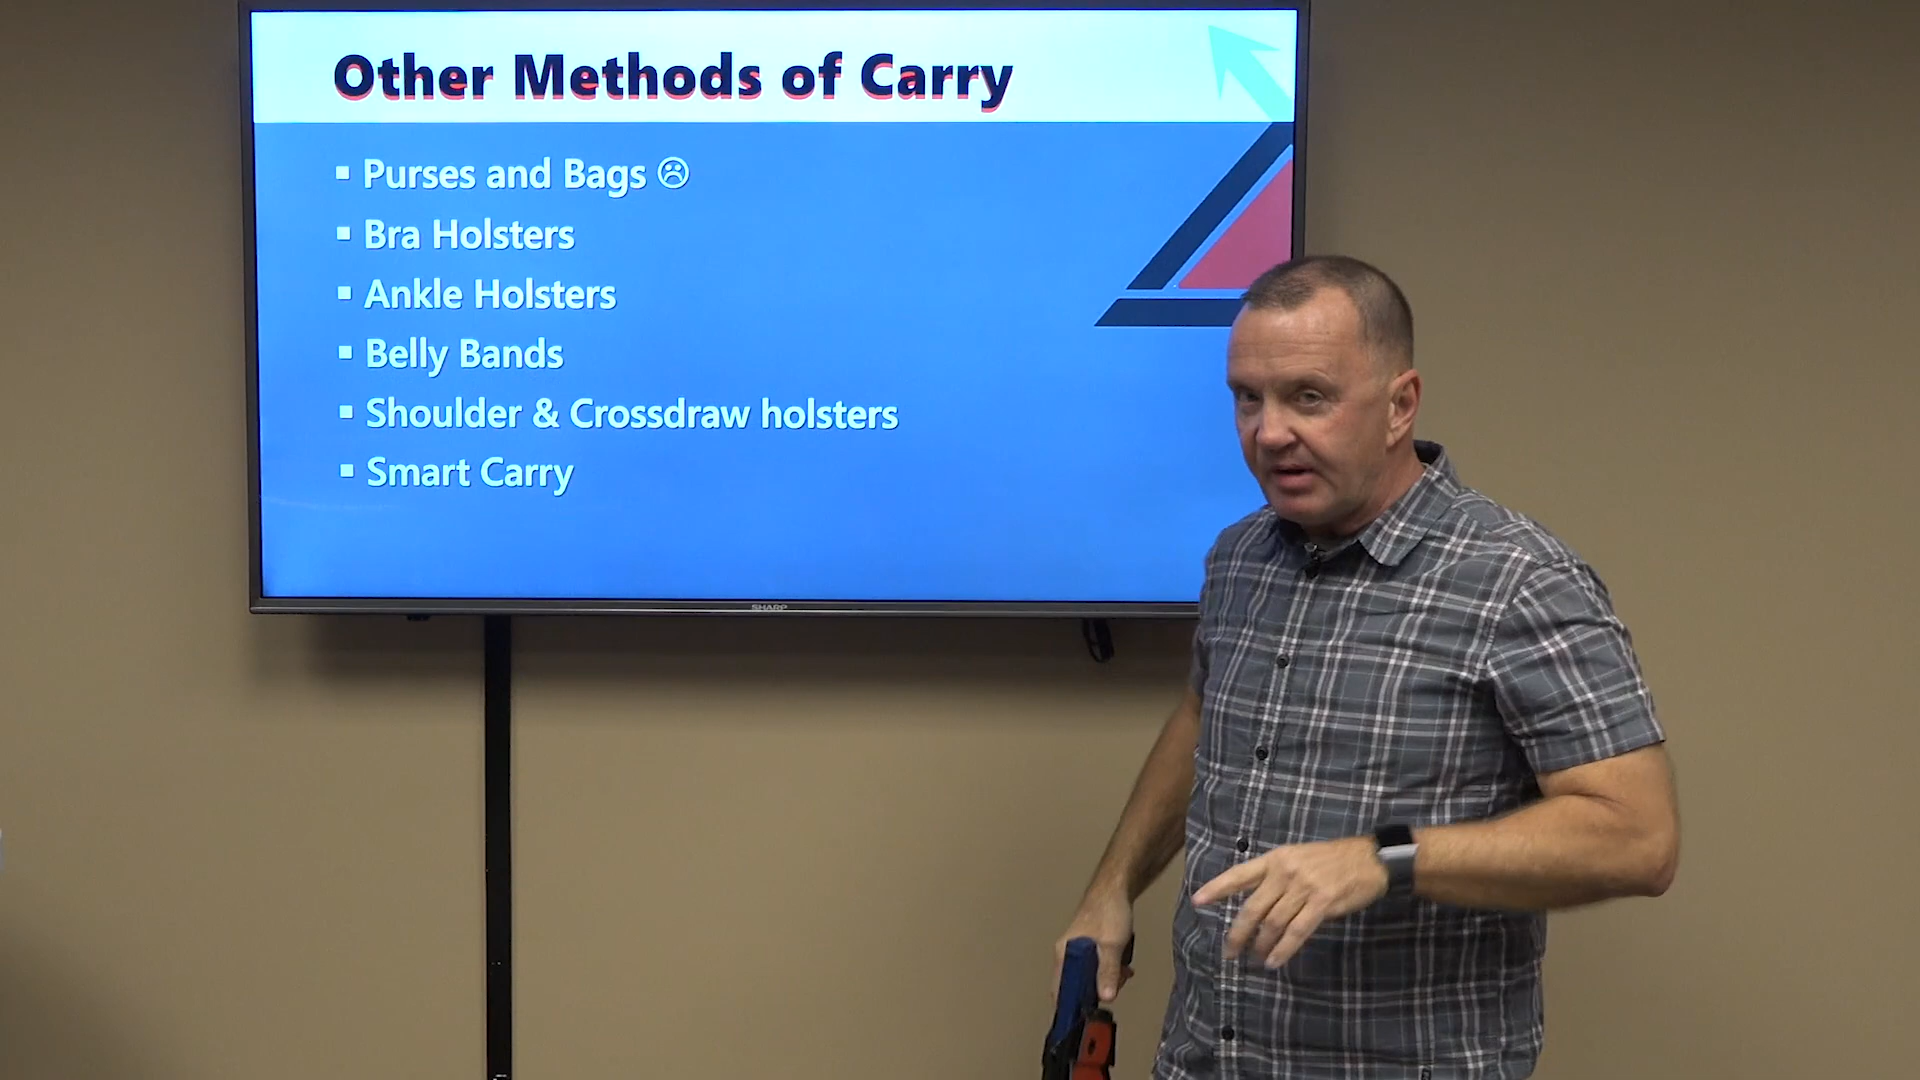 Other Methods of Carry
▪ Purses and Bags ☹
▪ Bra Holsters
▪ Ankle Holsters
▪ Belly Bands
▪ Shoulder & Crossdraw holsters
▪ Smart Carry
SHARP